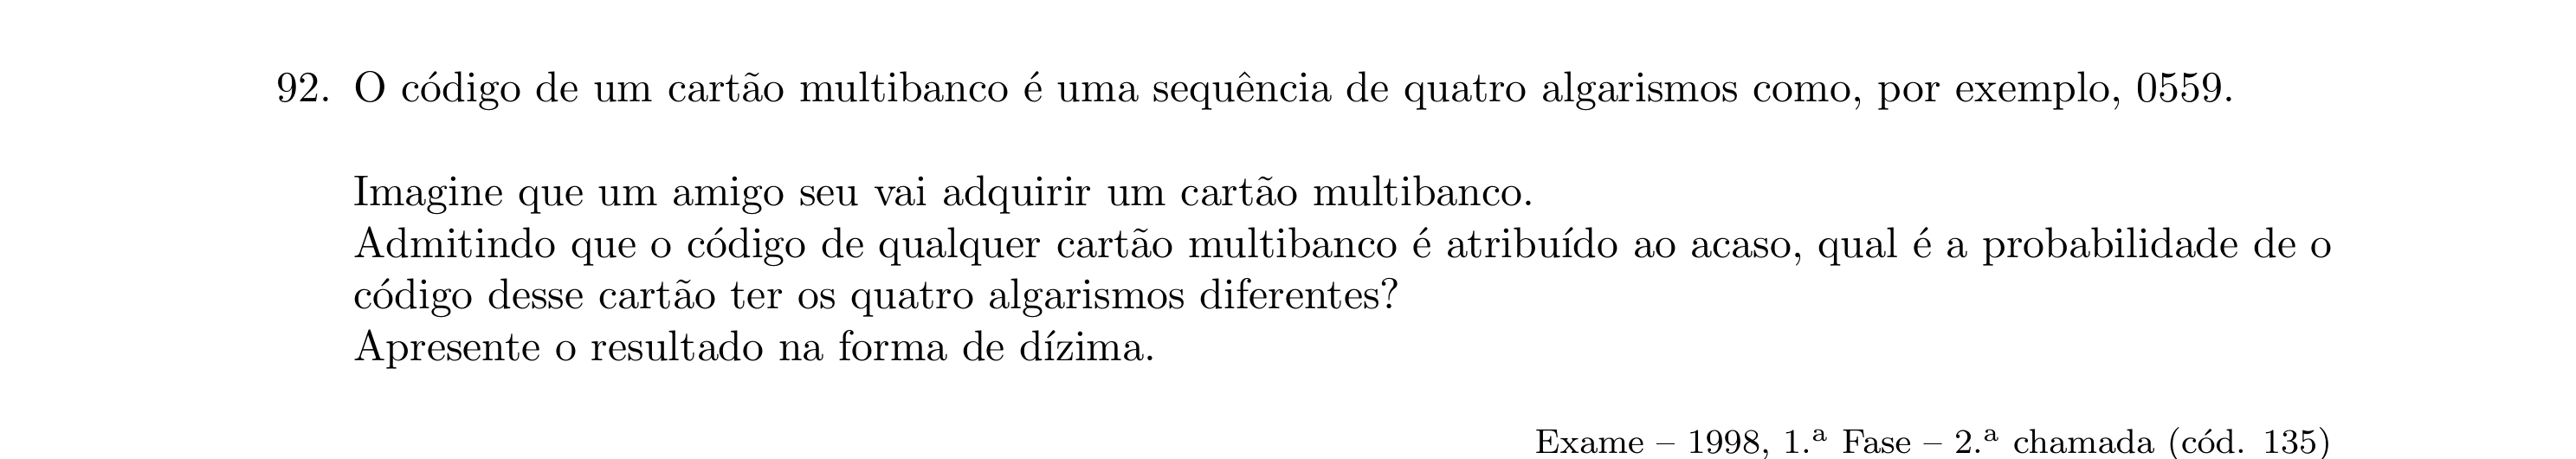 92. O código de um cartão multibanco é uma sequência de quatro algarismos como, por exemplo, 0559.
Imagine que um amigo seu vai adquirir um cartão multibanco.
Admitindo que o código de qualquer cartão multibanco é atribuído ao acaso, qual é a probabilidade de o
código desse cartão ter os quatro algarismos diferentes?
Apresente o resultado na forma de dízima.
Exame – 1998, 1.ª Fase – 2.ª chamada (cód. 135)